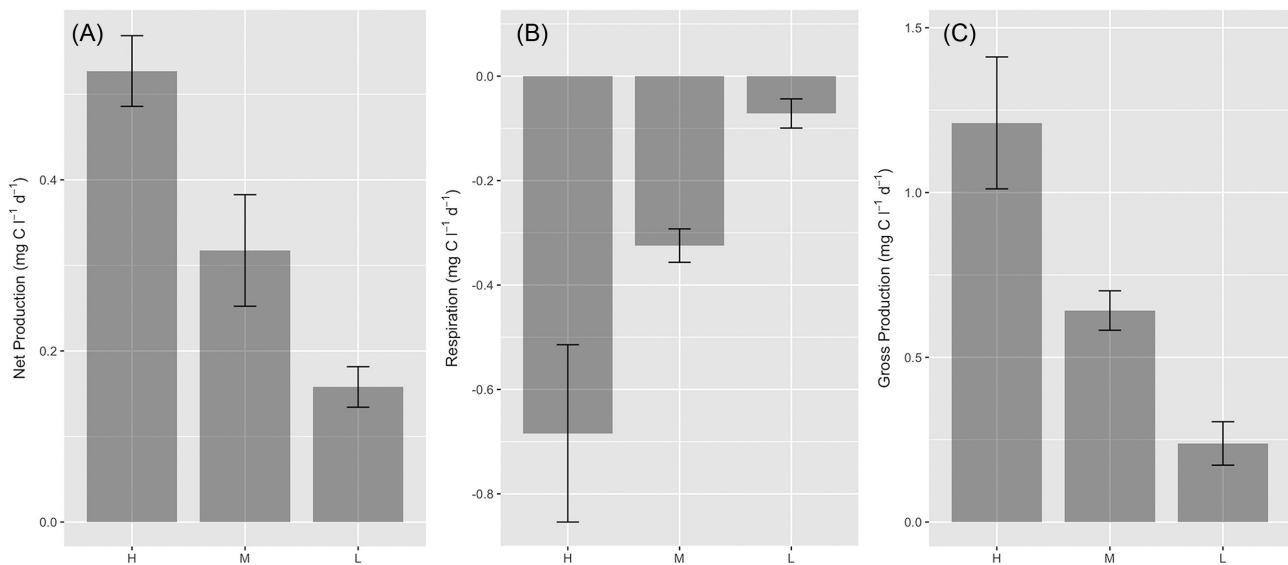 (A)
Net Production (mg C l⁻¹ d⁻¹)
0.4
0.2
0.0
H M L
(B)
Respiration (mg C l⁻¹ d⁻¹)
0.0
-0.2
-0.4
-0.6
-0.8
H M L
(C)
Gross Production (mg C l⁻¹ d⁻¹)
1.5
1.0
0.5
0.0
H M L